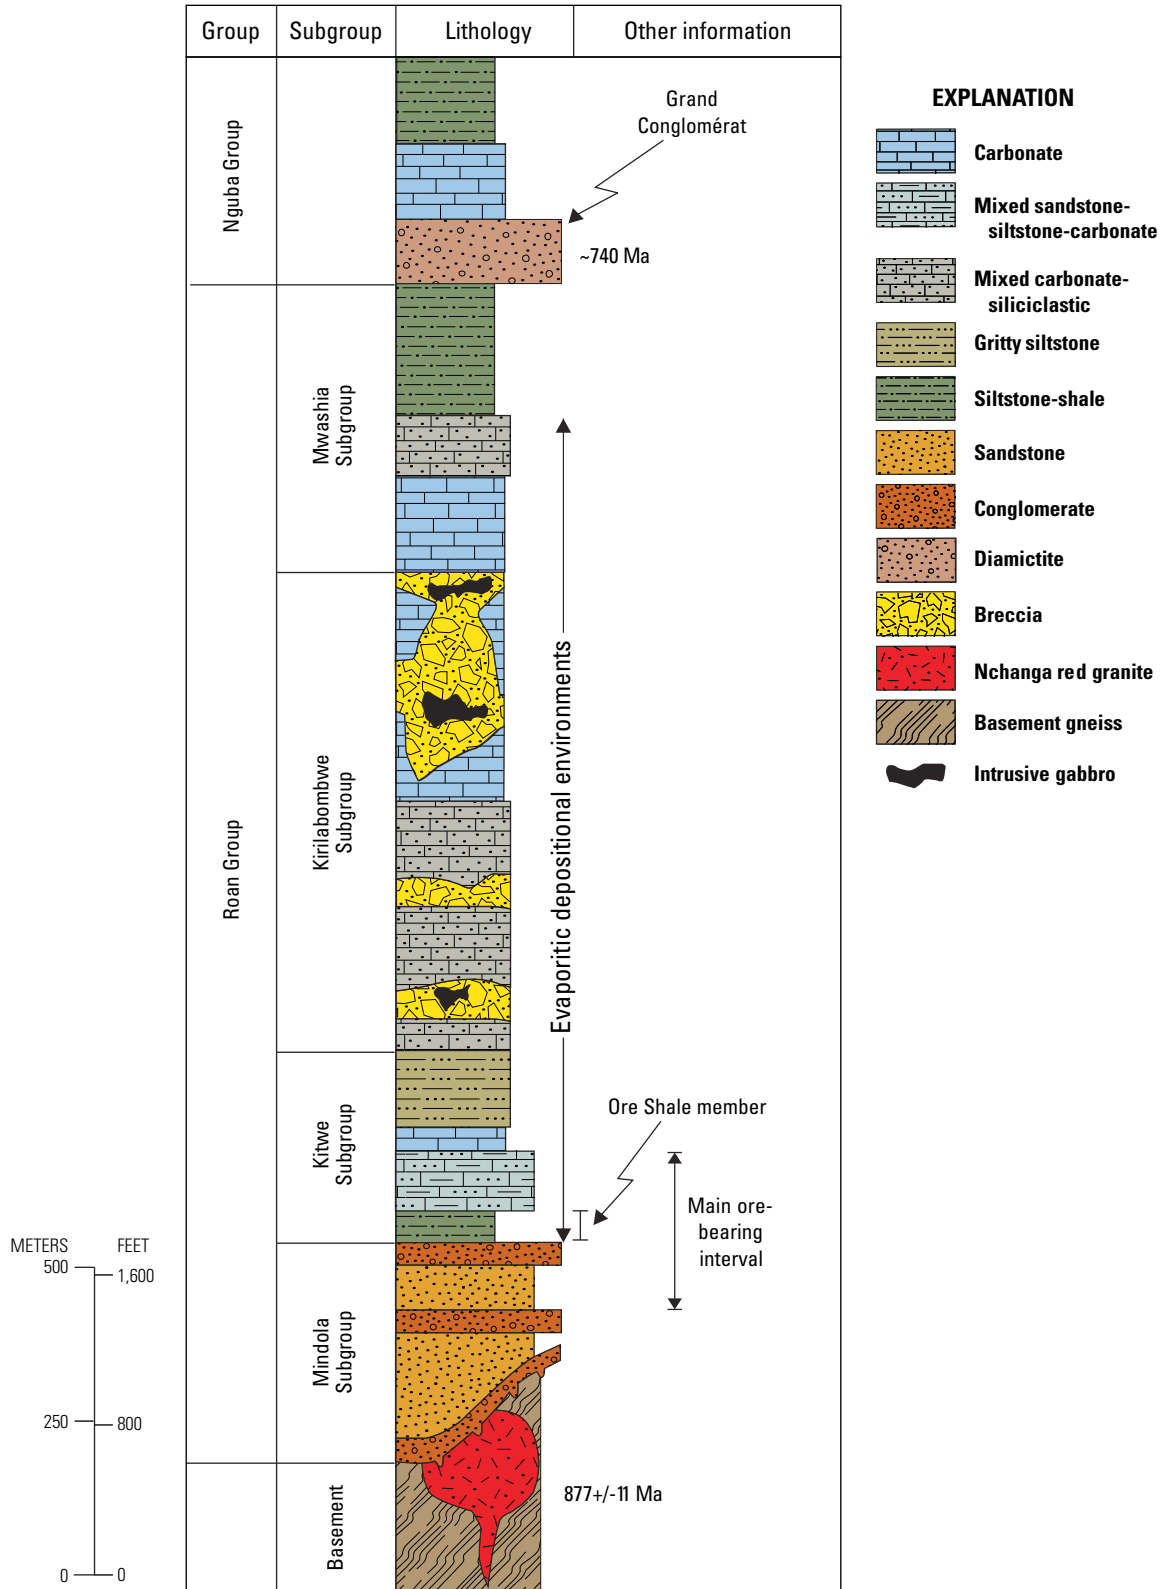 Group
Subgroup
Lithology
Other information
Nguba Group
Roan Group
Mwashia
Subgroup
Kirilabombwe
Subgroup
Kitwe
Subgroup
Mindola
Subgroup
Basement
Grand
Conglomérat
~740 Ma
Evaporitic depositional environments
Ore Shale member
Main ore-
bearing
interval
877+/-11 Ma
METERS
FEET
500
1,600
250
800
0
0
EXPLANATION
Carbonate
Mixed sandstone-
siltstone-carbonate
Mixed carbonate-
siliciclastic
Gritty siltstone
Siltstone-shale
Sandstone
Conglomerate
Diamictite
Breccia
Nchanga red granite
Basement gneiss
Intrusive gabbro